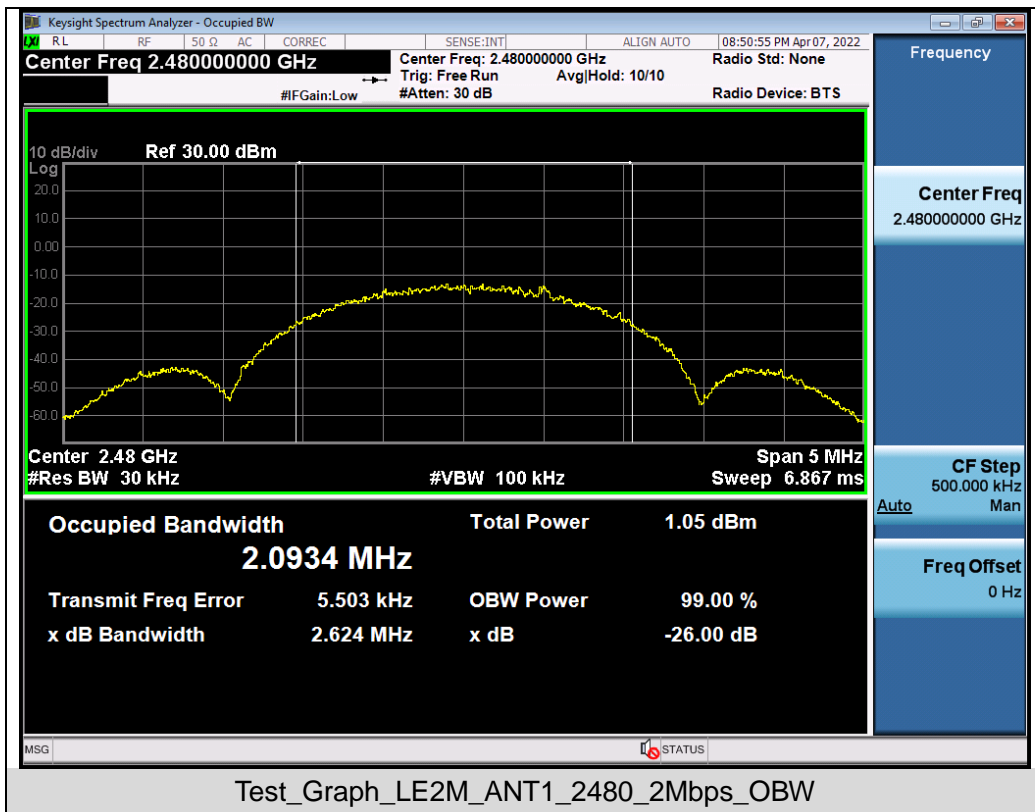 Keysight Spectrum Analyzer - Occupied BW
LXI RL RF 50 Ω AC CORREC SENSE:INT ALIGN AUTO 08:50:55 PM Apr 07, 2022
Center Freq 2.480000000 GHz
Center Freq: 2.480000000 GHz Radio Std: None
Trig: Free Run Avg|Hold: 10/10
#IFGain:Low #Atten: 30 dB Radio Device: BTS
Frequency
10 dB/div Ref 30.00 dBm
Log
20.0
10.0
0.00
-10.0
-20.0
-30.0
-40.0
-50.0
-60.0
Center 2.48 GHz Span 5 MHz
#Res BW 30 kHz #VBW 100 kHz Sweep 6.867 ms
Center Freq
2.480000000 GHz
CF Step
500.000 kHz
Auto Man
Freq Offset
0 Hz
Occupied Bandwidth Total Power 1.05 dBm
2.0934 MHz
Transmit Freq Error 5.503 kHz OBW Power 99.00 %
x dB Bandwidth 2.624 MHz x dB -26.00 dB
MSG STATUS
Test_Graph_LE2M_ANT1_2480_2Mbps_OBW